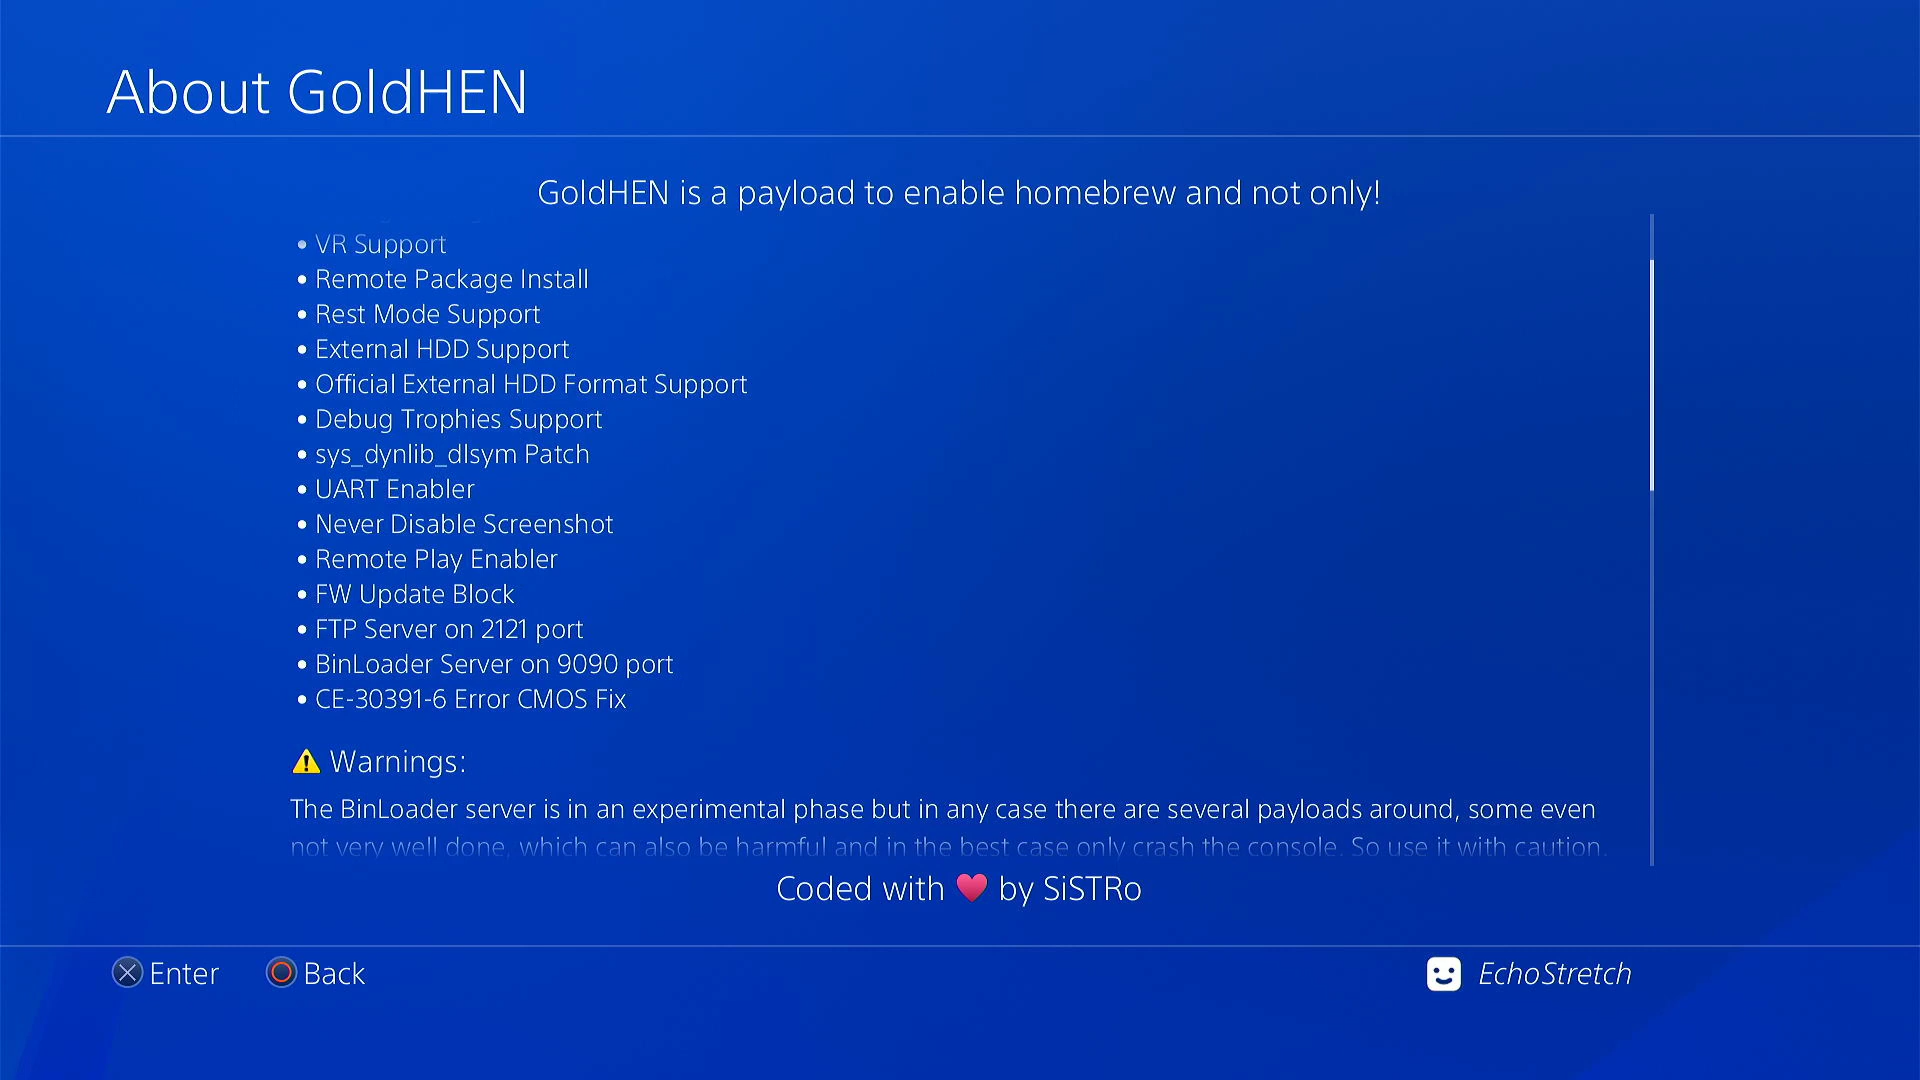 About GoldHEN
GoldHEN is a payload to enable homebrew and not only!
• VR Support
• Remote Package Install
• Rest Mode Support
• External HDD Support
• Official External HDD Format Support
• Debug Trophies Support
• sys_dynlib_dlsym Patch
• UART Enabler
• Never Disable Screenshot
• Remote Play Enabler
• FW Update Block
• FTP Server on 2121 port
• BinLoader Server on 9090 port
• CE-30391-6 Error CMOS Fix
⚠ Warnings:
The BinLoader server is in an experimental phase but in any case there are several payloads around, some even
not very well done, which can also be harmful and in the best case only crash the console. So use it with caution.
Coded with ♥ by SiSTRo
Enter Back EchoStretch